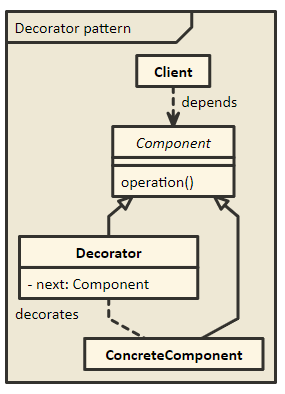 Decorator pattern
Client
depends
Component
operation()
Decorator
- next: Component
decorates
ConcreteComponent